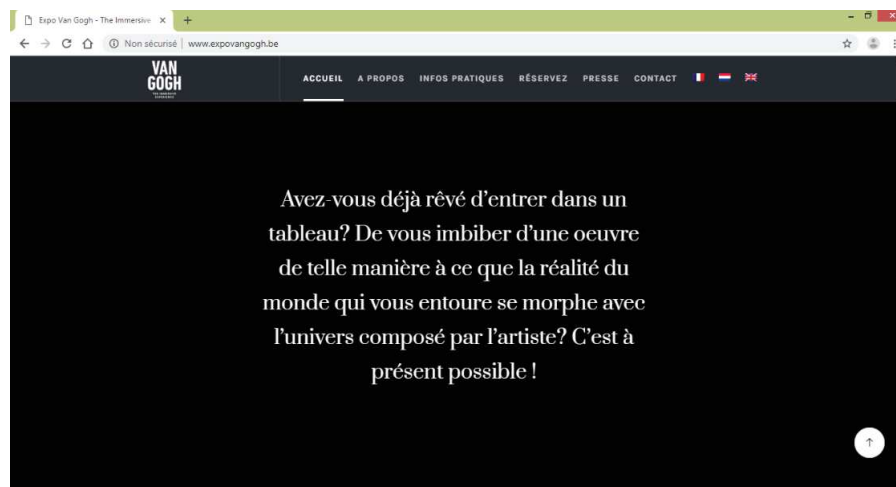 Expo Van Gogh - The Immersive
Non sécurisé | www.expovangogh.be
VAN
GOGH
ACCUEIL A PROPOS INFOS PRATIQUES RÉSERVEZ PRESSE CONTACT
Avez-vous déjà rêvé d'entrer dans un
tableau? De vous imbiber d'une oeuvre
de telle manière à ce que la réalité du
monde qui vous entoure se morphe avec
l'univers composé par l'artiste? C'est à
présent possible !